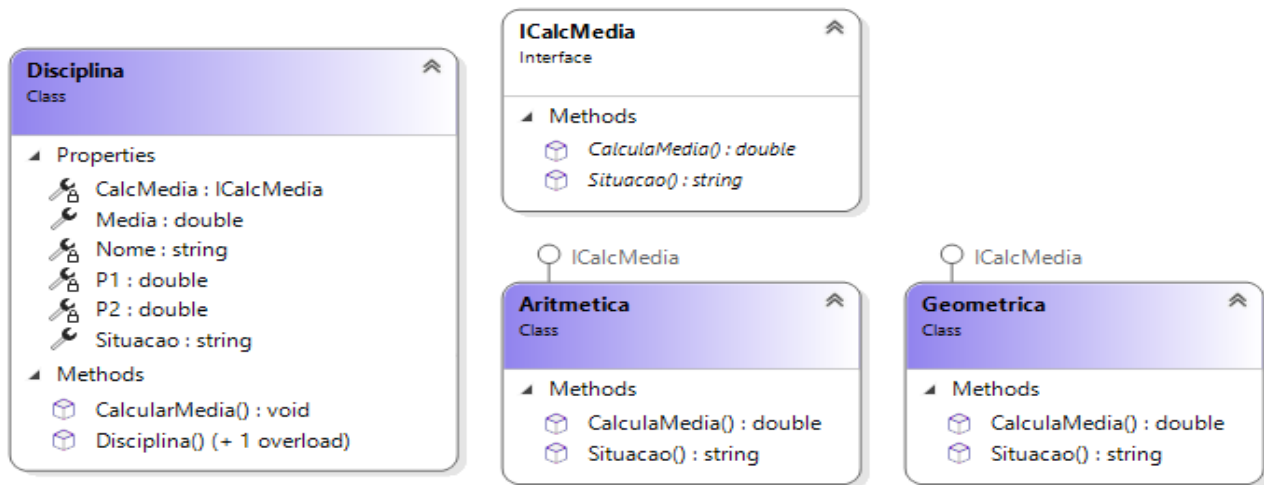 Disciplina
Class
Properties
CalcMedia : ICalcMedia
Media : double
Nome : string
P1 : double
P2 : double
Situacao : string
Methods
CalcularMedia() : void
Disciplina() (+ 1 overload)
ICalcMedia
Interface
Methods
CalculaMedia() : double
Situacao() : string
ICalcMedia
Aritmetica
Class
Methods
CalculaMedia() : double
Situacao() : string
ICalcMedia
Geometrica
Class
Methods
CalculaMedia() : double
Situacao() : string